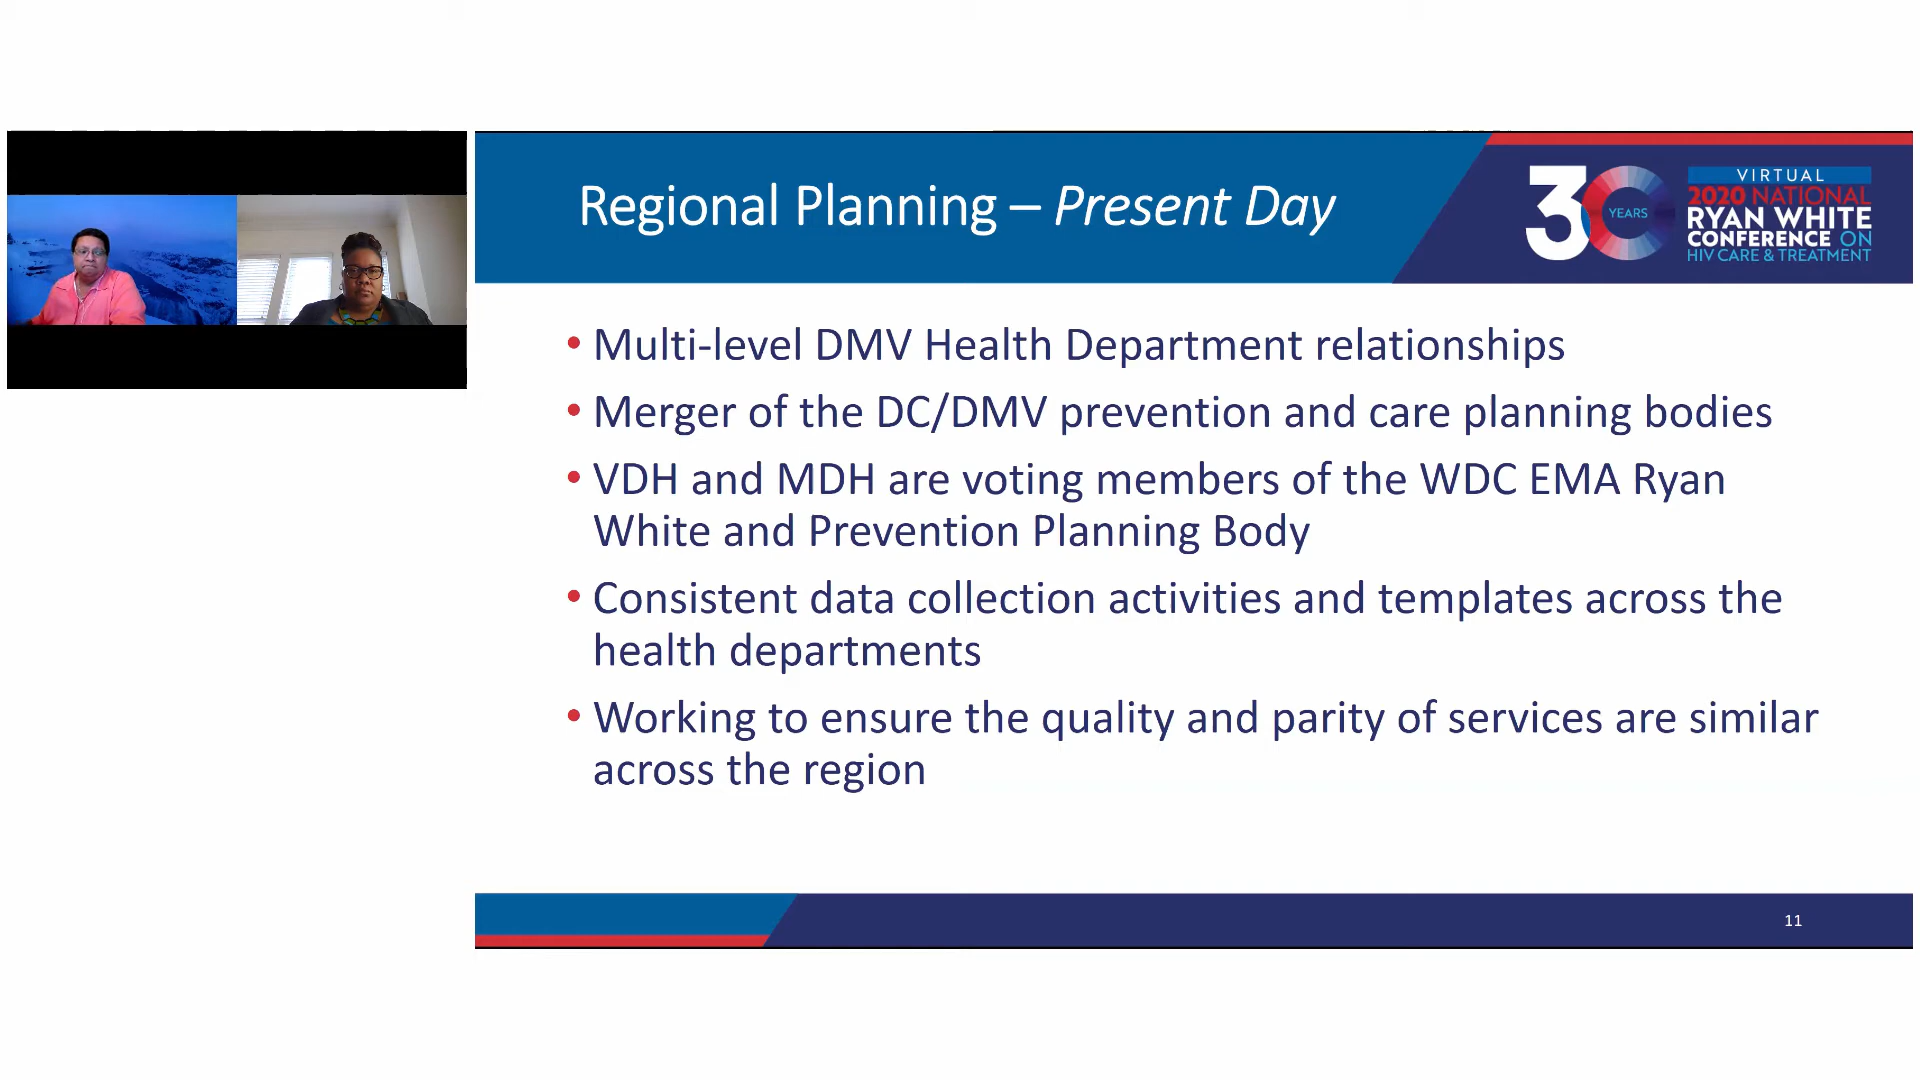 Regional Planning – Present Day
30
YEARS
VIRTUAL
2020 NATIONAL
RYAN WHITE
CONFERENCE ON
HIV CARE & TREATMENT
• Multi-level DMV Health Department relationships
• Merger of the DC/DMV prevention and care planning bodies
• VDH and MDH are voting members of the WDC EMA Ryan
White and Prevention Planning Body
• Consistent data collection activities and templates across the
health departments
• Working to ensure the quality and parity of services are similar
across the region
11